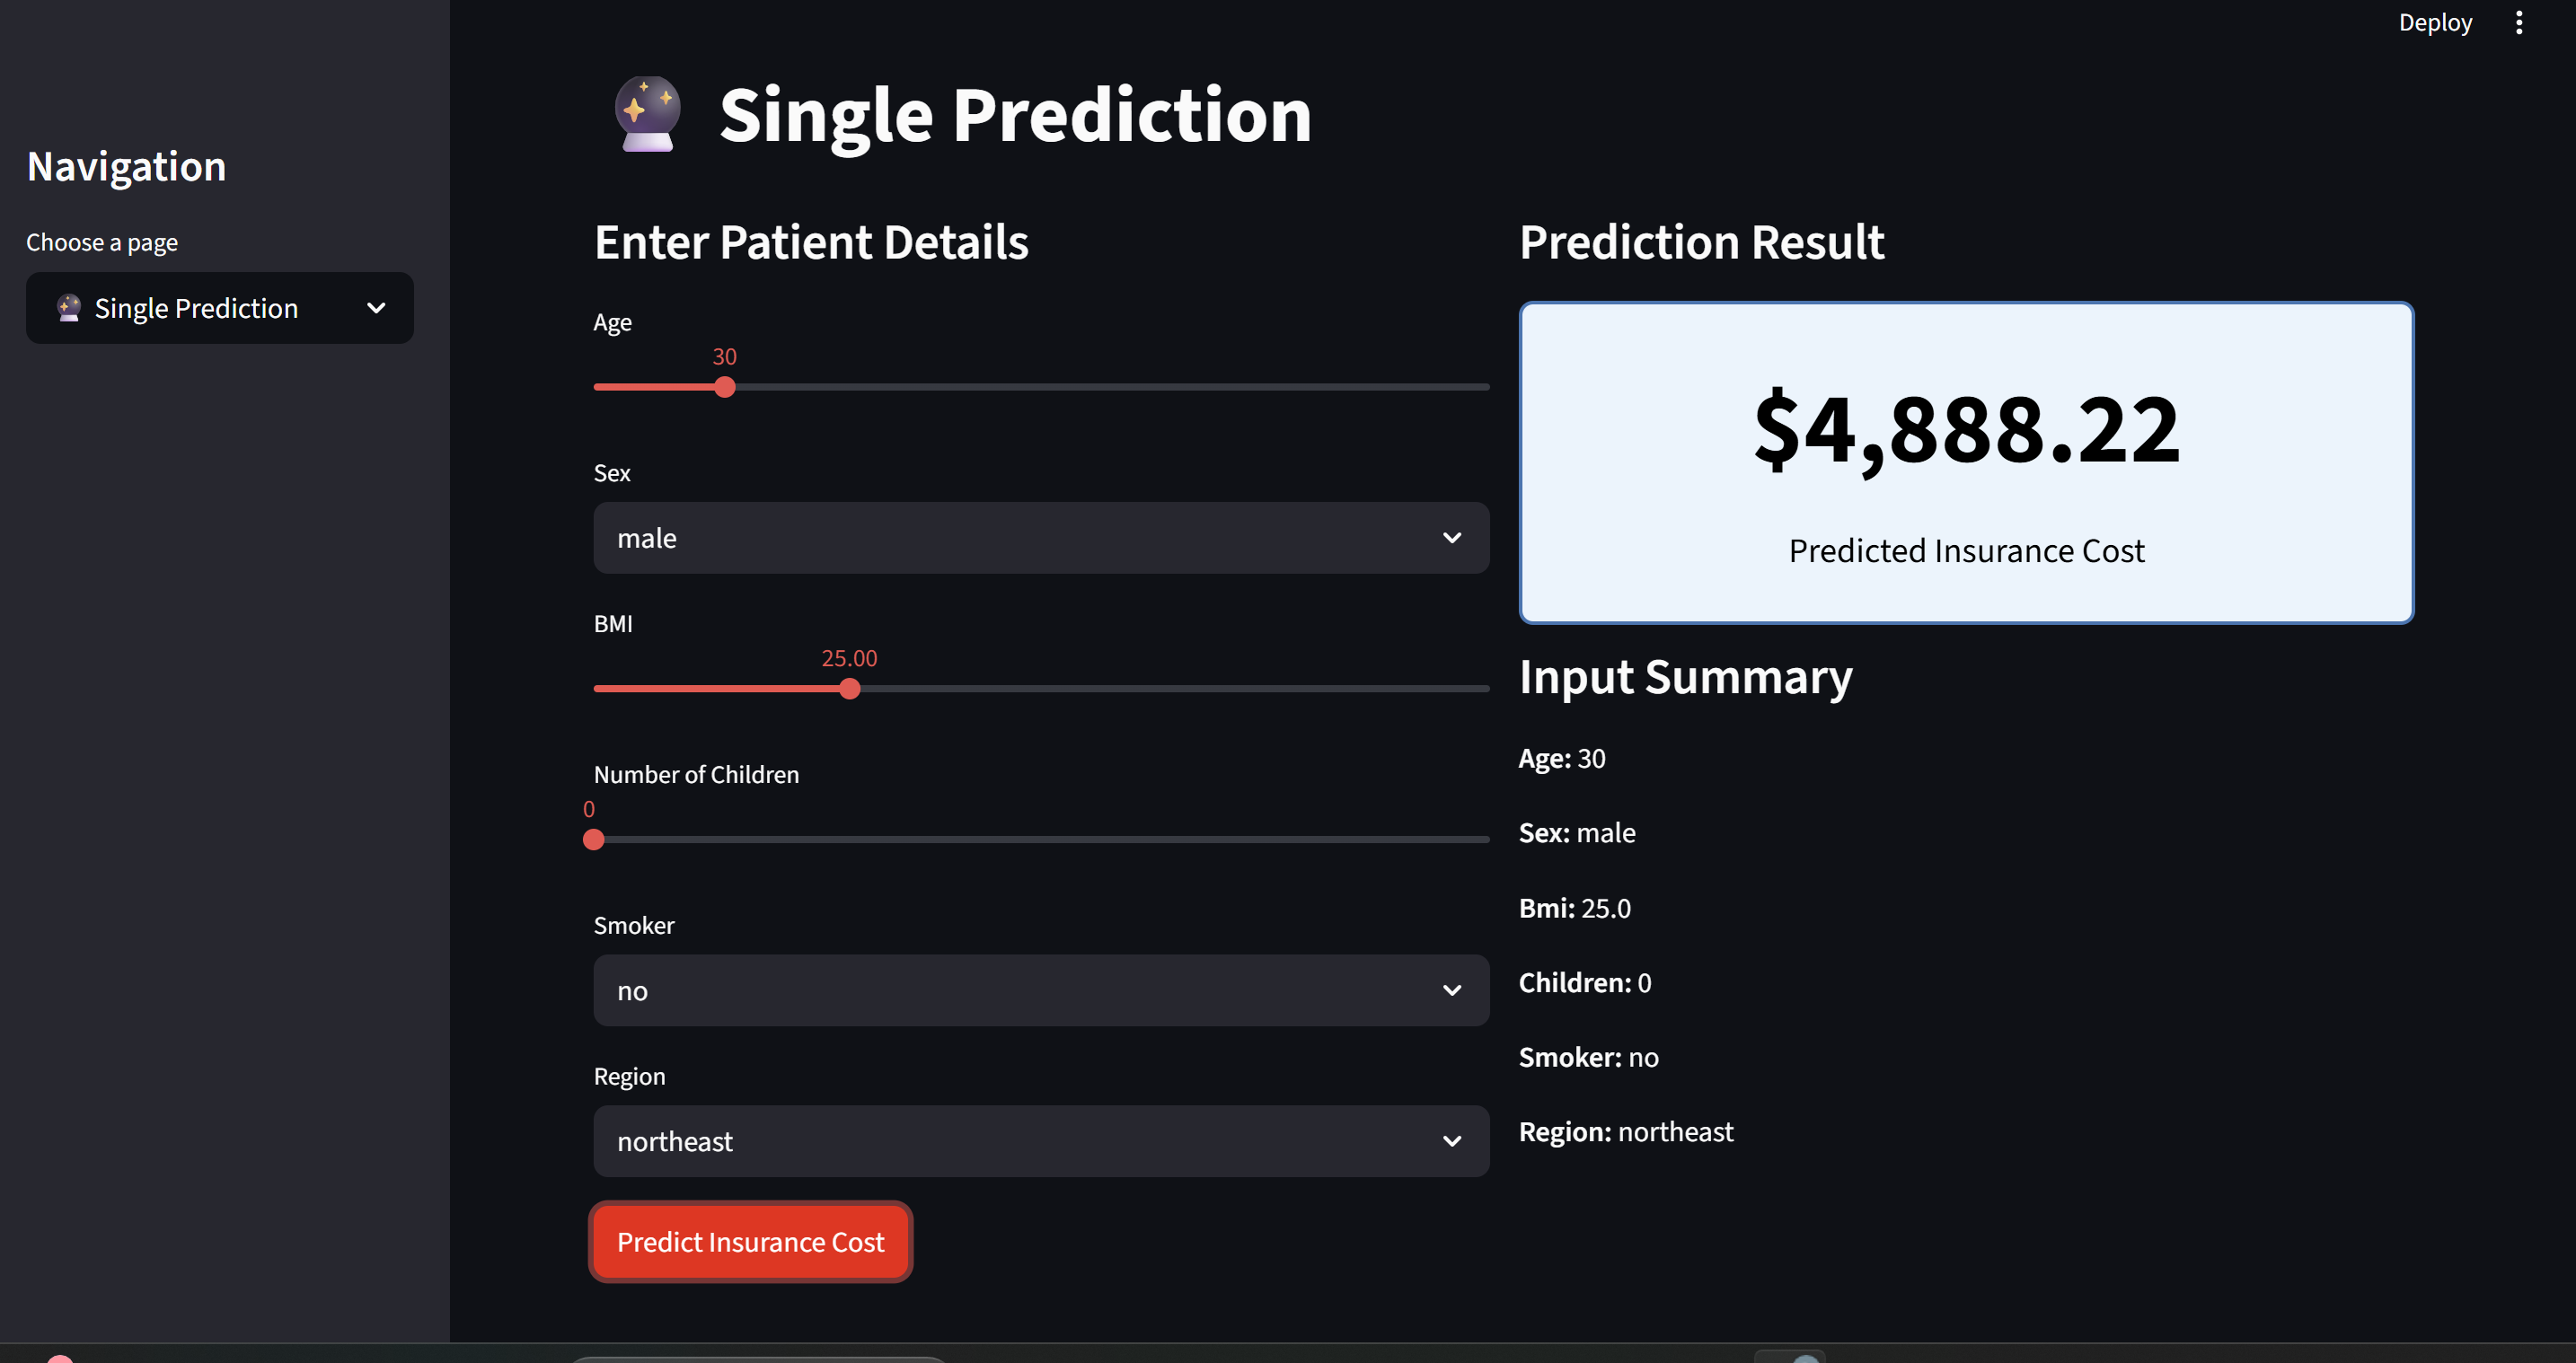 Deploy
Navigation
Choose a page
Single Prediction
Single Prediction
Enter Patient Details
Age
30
Sex
male
BMI
25.00
Number of Children
0
Smoker
no
Region
northeast
Predict Insurance Cost
Prediction Result
$4,888.22
Predicted Insurance Cost
Input Summary
Age: 30
Sex: male
Bmi: 25.0
Children: 0
Smoker: no
Region: northeast